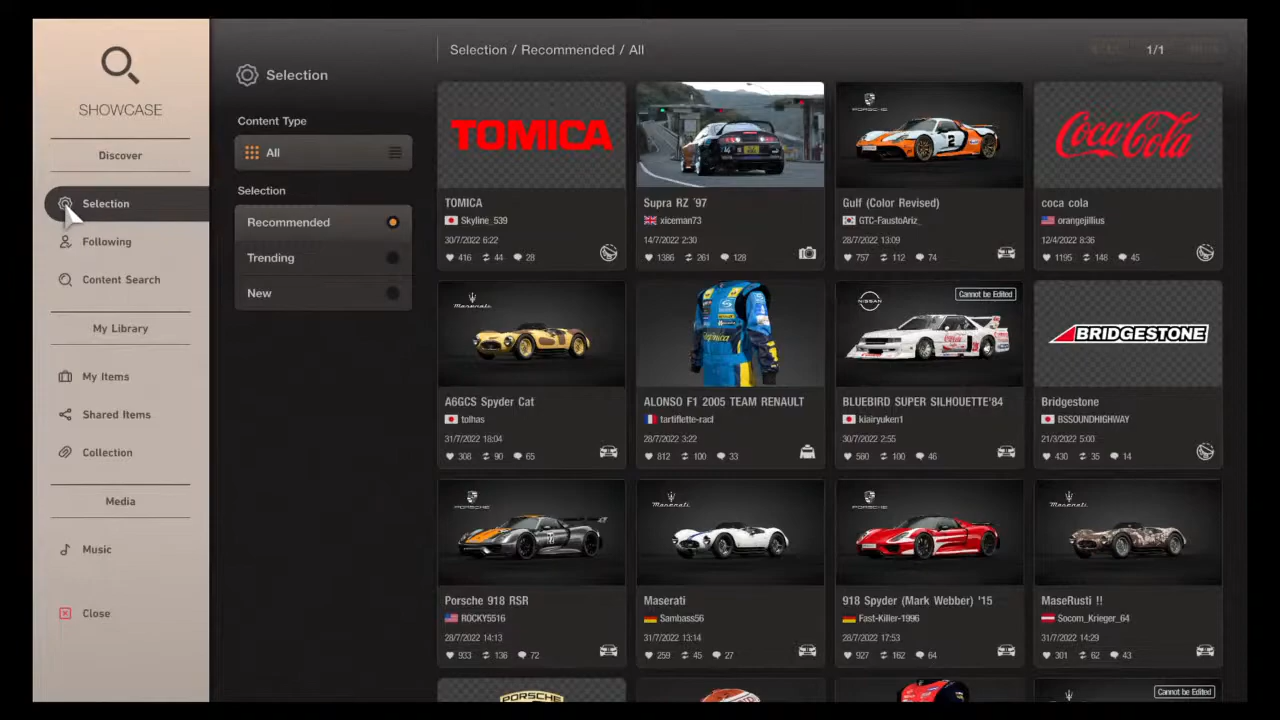 SHOWCASE
Discover
Selection
Following
Content Search
My Library
My Items
Shared Items
Collection
Media
Music
Close
Selection
Content Type
All
Selection
Recommended
Trending
New
Selection / Recommended / All
1/1
TOMICA
TOMICA
Skyline_539
30/7/2022 6:22
416 44 28
Supra RZ '97
xiceman73
14/7/2022 2:30
1386 261 128
PORSCHE
2
Gulf (Color Revised)
GTC-FaustoAriz_
28/7/2022 13:09
757 112 74
Coca-Cola
coca cola
orangejillius
12/4/2022 8:36
1195 148 45
Maserati
A6GCS Spyder Cat
tolhas
31/7/2022 18:04
308 90 65
ALONSO F1 2005 TEAM RENAULT
tartiflette-racl
28/7/2022 3:22
812 100 33
NISSAN
Cannot be Edited
BLUEBIRD SUPER SILHOUETTE'84
kiairyuken1
30/7/2022 2:55
560 100 46
BRIDGESTONE
Bridgestone
BSSOUNDHIGHWAY
21/3/2022 5:00
430 35 14
PORSCHE
Porsche 918 RSR
ROCKY5516
28/7/2022 14:13
933 136 72
Maserati
Maserati
Sambass56
31/7/2022 13:14
259 45 27
PORSCHE
918 Spyder (Mark Webber) '15
Fast-Killer-1996
28/7/2022 17:53
927 162 64
Maserati
MaseRusti !!
Socom_Krieger_64
31/7/2022 14:29
301 62 43
PORSCHE
Cannot be Edited